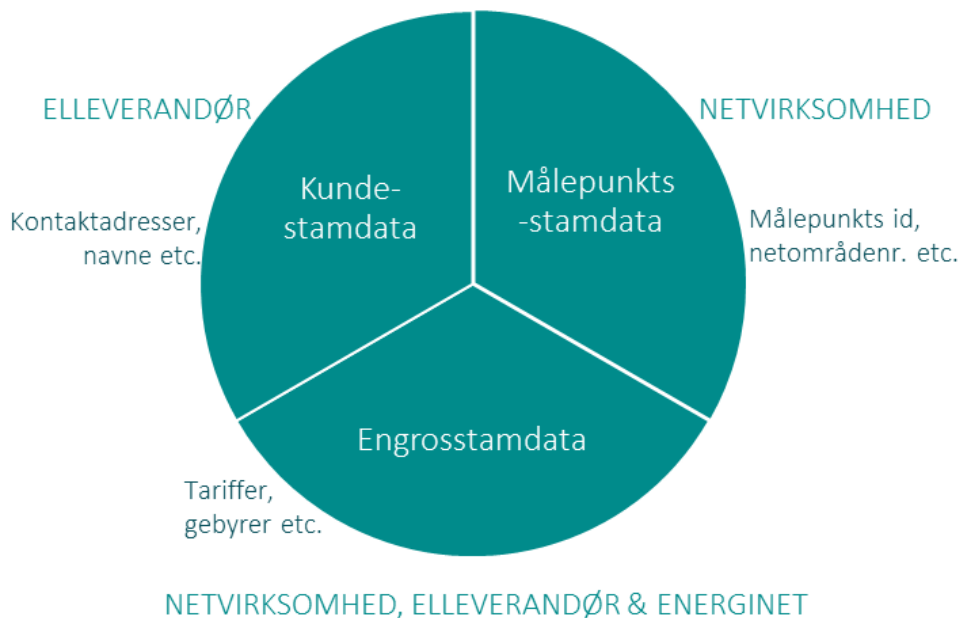 ELLEVERANDØR
NETVIRKSOMHED
Kunde-
stamdata
Målepunkts
-stamdata
Kontaktadresser,
navne etc.
Målepunkts id,
netområdenr. etc.
Engrosstamdata
Tariffer,
gebyrer etc.
NETVIRKSOMHED, ELLEVERANDØR & ENERGINET